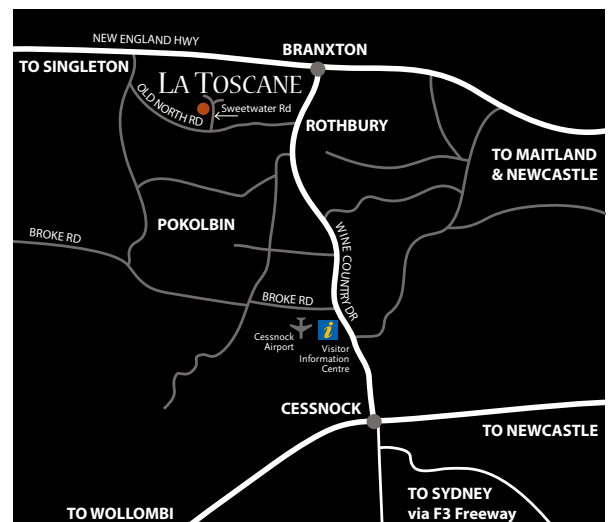 NEW ENGLAND HWY
BRANXTON
TO SINGLETON
LA TOSCANE
OLD NORTH RD
Sweetwater Rd
ROTHBURY
TO MAITLAND
& NEWCASTLE
POKOLBIN
BROKE RD
WINE COUNTRY DR
BROKE RD
Cessnock
Airport
i
Visitor
Information
Centre
CESSNOCK
TO NEWCASTLE
TO WOLLOMBI
TO SYDNEY
via F3 Freeway